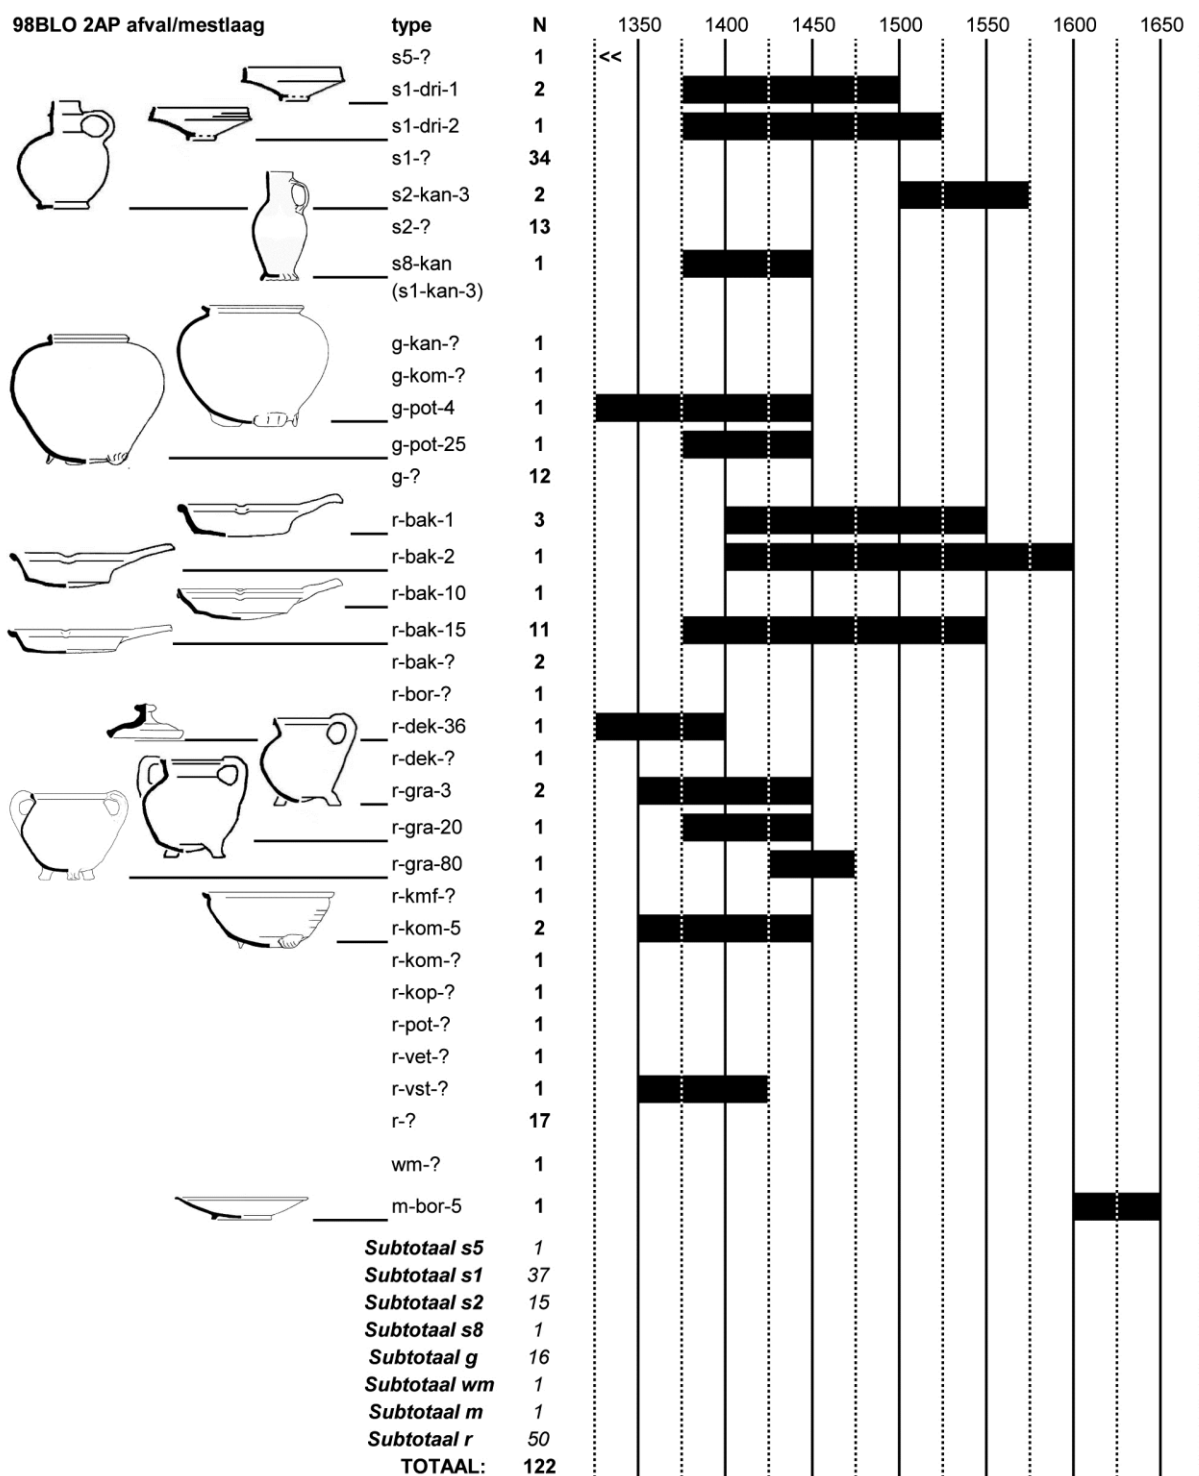 98BLO 2AP afval/mestlaag type N 1350 1400 1450 1500 1550 1600 1650
s5-? 1 <<
s1-dri-1 2
s1-dri-2 1
s1-? 34
s2-kan-3 2
s2-? 13
s8-kan 1
(s1-kan-3)
g-kan-? 1
g-kom-? 1
g-pot-4 1
g-pot-25 1
g-? 12
r-bak-1 3
r-bak-2 1
r-bak-10 1
r-bak-15 11
r-bak-? 2
r-bor-? 1
r-dek-36 1
r-dek-? 1
r-gra-3 2
r-gra-20 1
r-gra-80 1
r-kmf-? 1
r-kom-5 2
r-kom-? 1
r-kop-? 1
r-pot-? 1
r-vet-? 1
r-vst-? 1
r-? 17
wm-? 1
m-bor-5 1
Subtotaal s5 1
Subtotaal s1 37
Subtotaal s2 15
Subtotaal s8 1
Subtotaal g 16
Subtotaal wm 1
Subtotaal m 1
Subtotaal r 50
TOTAAL: 122